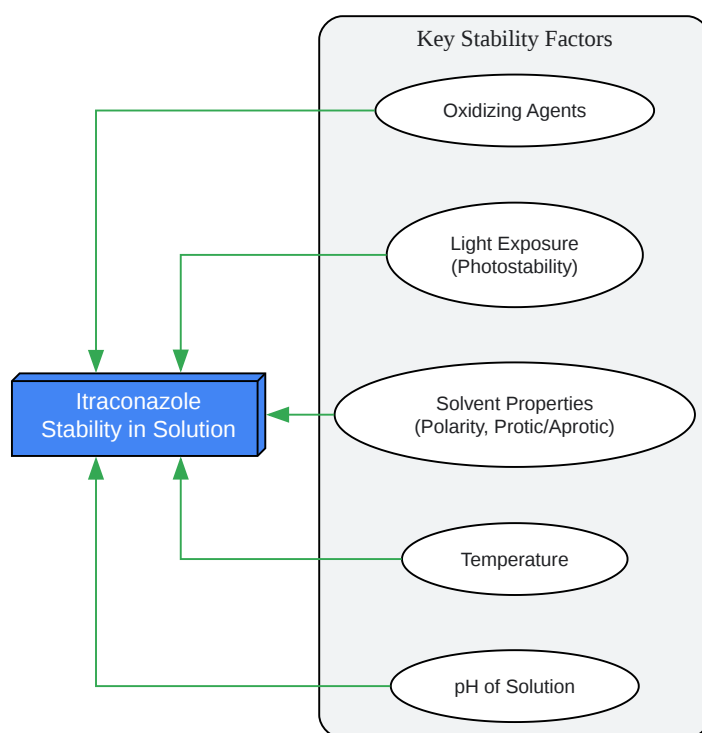 Key Stability Factors
Oxidizing Agents
Light Exposure
(Photostability)
Itraconazole
Stability in Solution
Solvent Properties
(Polarity, Protic/Aprotic)
Temperature
pH of Solution